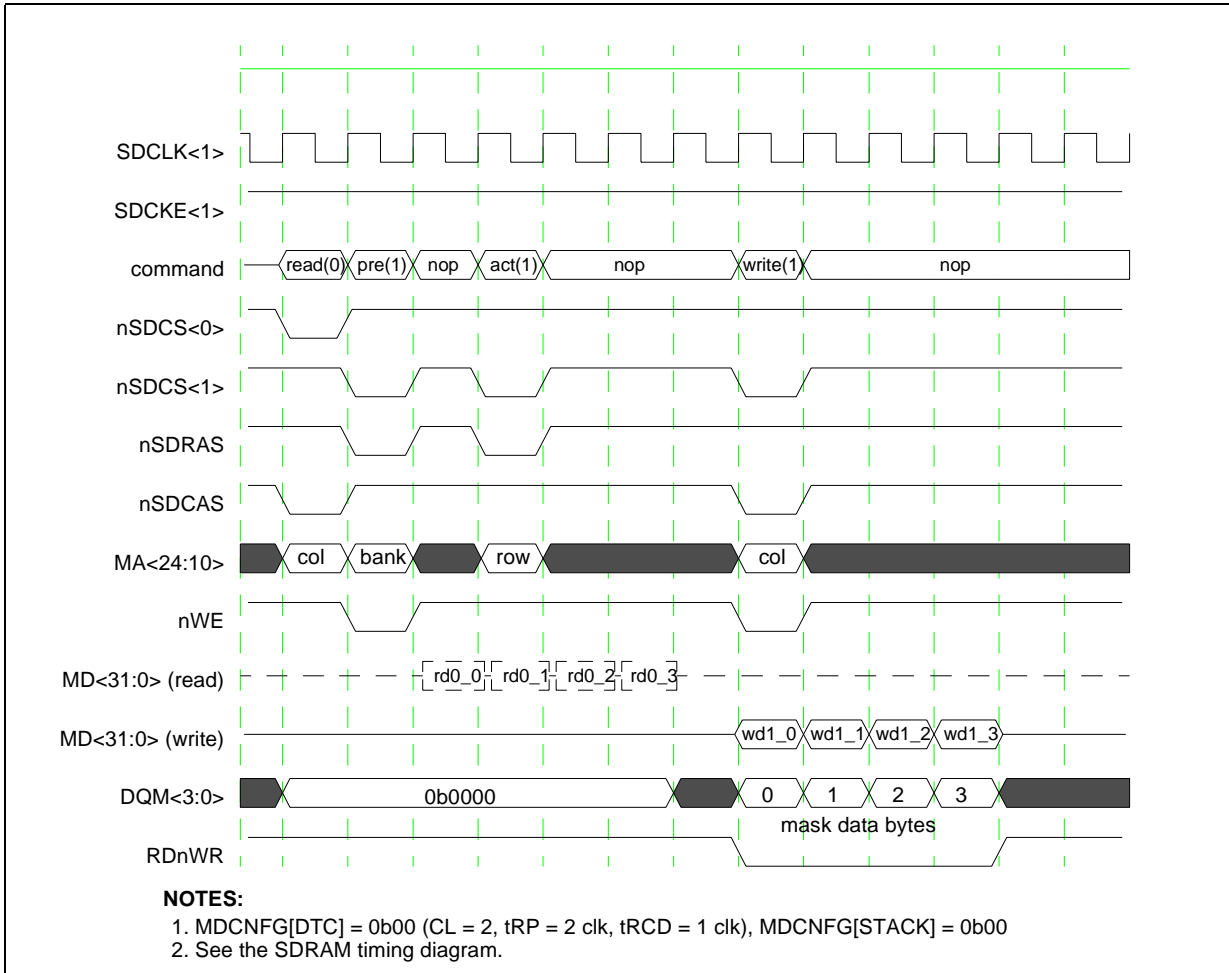 SDCLK<1>
SDCKE<1>
command read(0) pre(1) nop act(1) nop write(1) nop
nSDCS<0>
nSDCS<1>
nSDRAS
nSDCAS
MA<24:10> col bank row col
nWE
MD<31:0> (read) rd0_0 rd0_1 rd0_2 rd0_3
MD<31:0> (write) wd1_0 wd1_1 wd1_2 wd1_3
DQM<3:0> 0b0000 0 1 2 3
mask data bytes
RDnWR
NOTES:
1. MDCNFG[DTC] = 0b00 (CL = 2, tRP = 2 clk, tRCD = 1 clk), MDCNFG[STACK] = 0b00
2. See the SDRAM timing diagram.